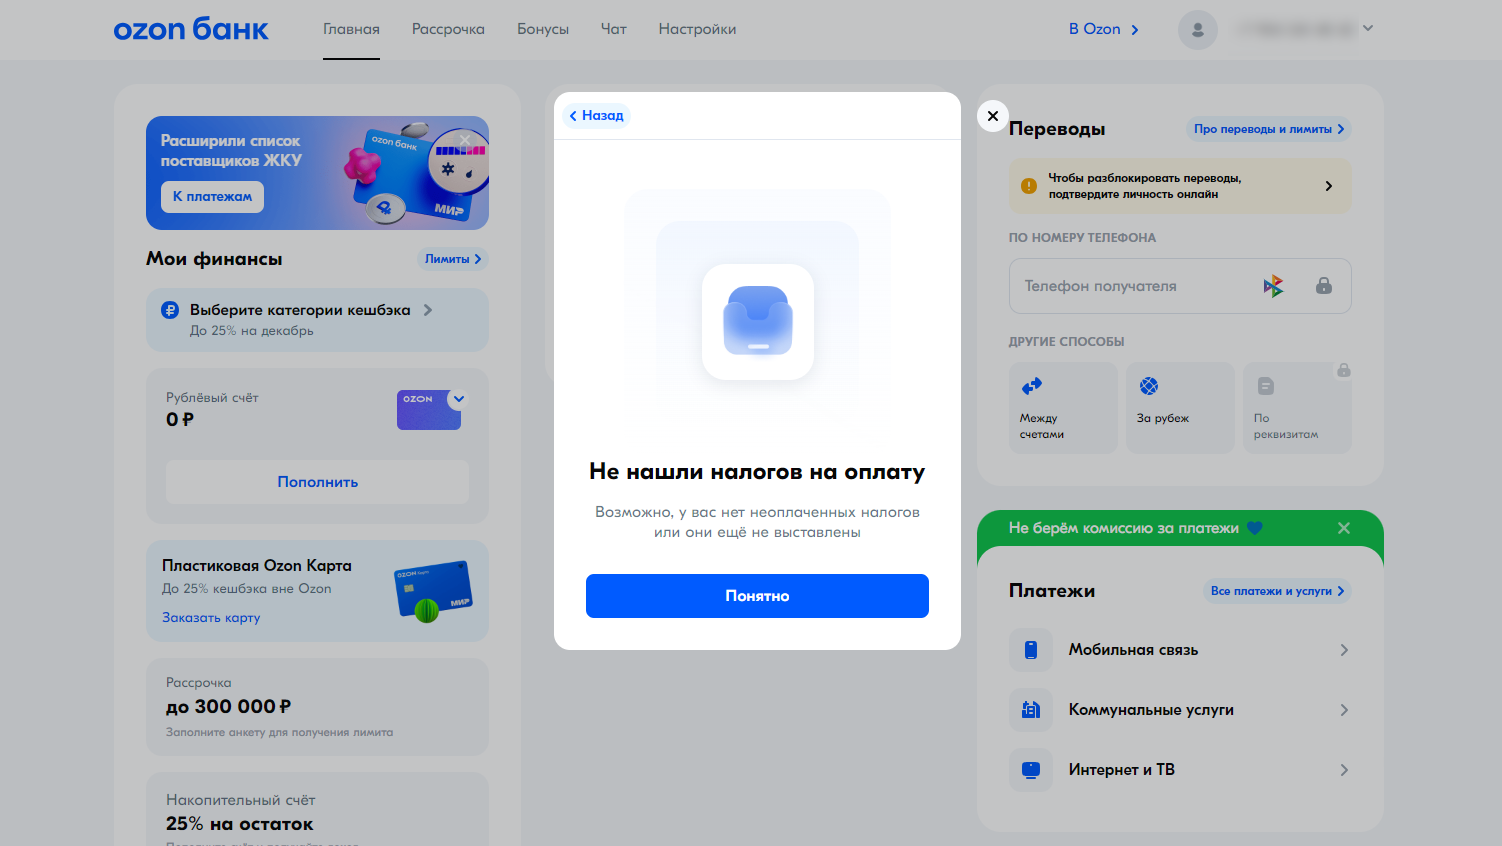 ozon банк
Главная
Рассрочка
Бонусы
Чат
Настройки
В Ozon
Расширили список
поставщиков ЖКУ
К платежам
ozon банк
МИР
Мои финансы
Лимиты
Выберите категории кешбэка
До 25% на декабрь
Рублёвый счёт
0 ₽
OZON
Пополнить
Пластиковая Ozon Карта
До 25% кешбэка вне Ozon
Заказать карту
МИР
Рассрочка
до 300 000 ₽
Заполните анкету для получения лимита
Накопительный счёт
25% на остаток
Назад
Не нашли налогов на оплату
Возможно, у вас нет неоплаченных налогов
или они ещё не выставлены
Понятно
Переводы
Про переводы и лимиты
Чтобы разблокировать переводы,
подтвердите личность онлайн
ПО НОМЕРУ ТЕЛЕФОНА
Телефон получателя
ДРУГИЕ СПОСОБЫ
Между
счетами
За рубеж
По
реквизитам
Не берём комиссию за платежи
Платежи
Все платежи и услуги
Мобильная связь
Коммунальные услуги
Интернет и ТВ